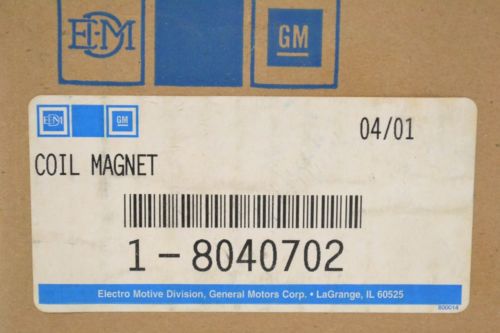 EMD
GM
EMD GM
04/01
COIL MAGNET
1-8040702
Electro Motive Division, General Motors Corp. • LaGrange, IL 60525
800014